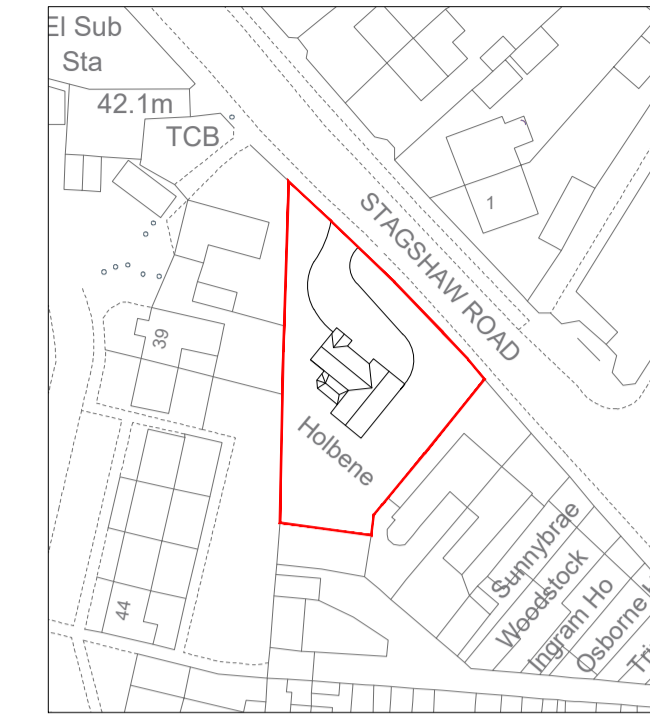 El Sub
Sta
42.1m
TCB
STAGSHAW ROAD
1
39
Holbene
44
Sunnybrae
Woodstock
Ingram Ho
Osborne